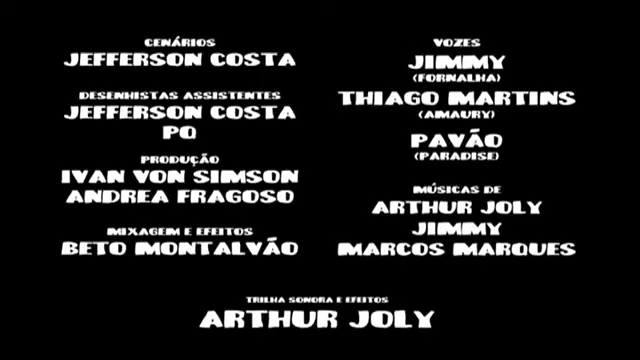 CENÁRIOS
JEFFERSON COSTA
DESENHISTAS ASSISTENTES
JEFFERSON COSTA
PQ
PRODUÇÃO
IVAN VON SIMSON
ANDREA FRAGOSO
MIXAGEM E EFEITOS
BETO MONTALVÃO
VOZES
JIMMY
(FORNALHA)
THIAGO MARTINS
(AMAURY)
PAVÃO
(PARADISE)
MÚSICAS DE
ARTHUR JOLY
JIMMY
MARCOS MARQUES
TRILHA SONORA E EFEITOS
ARTHUR JOLY